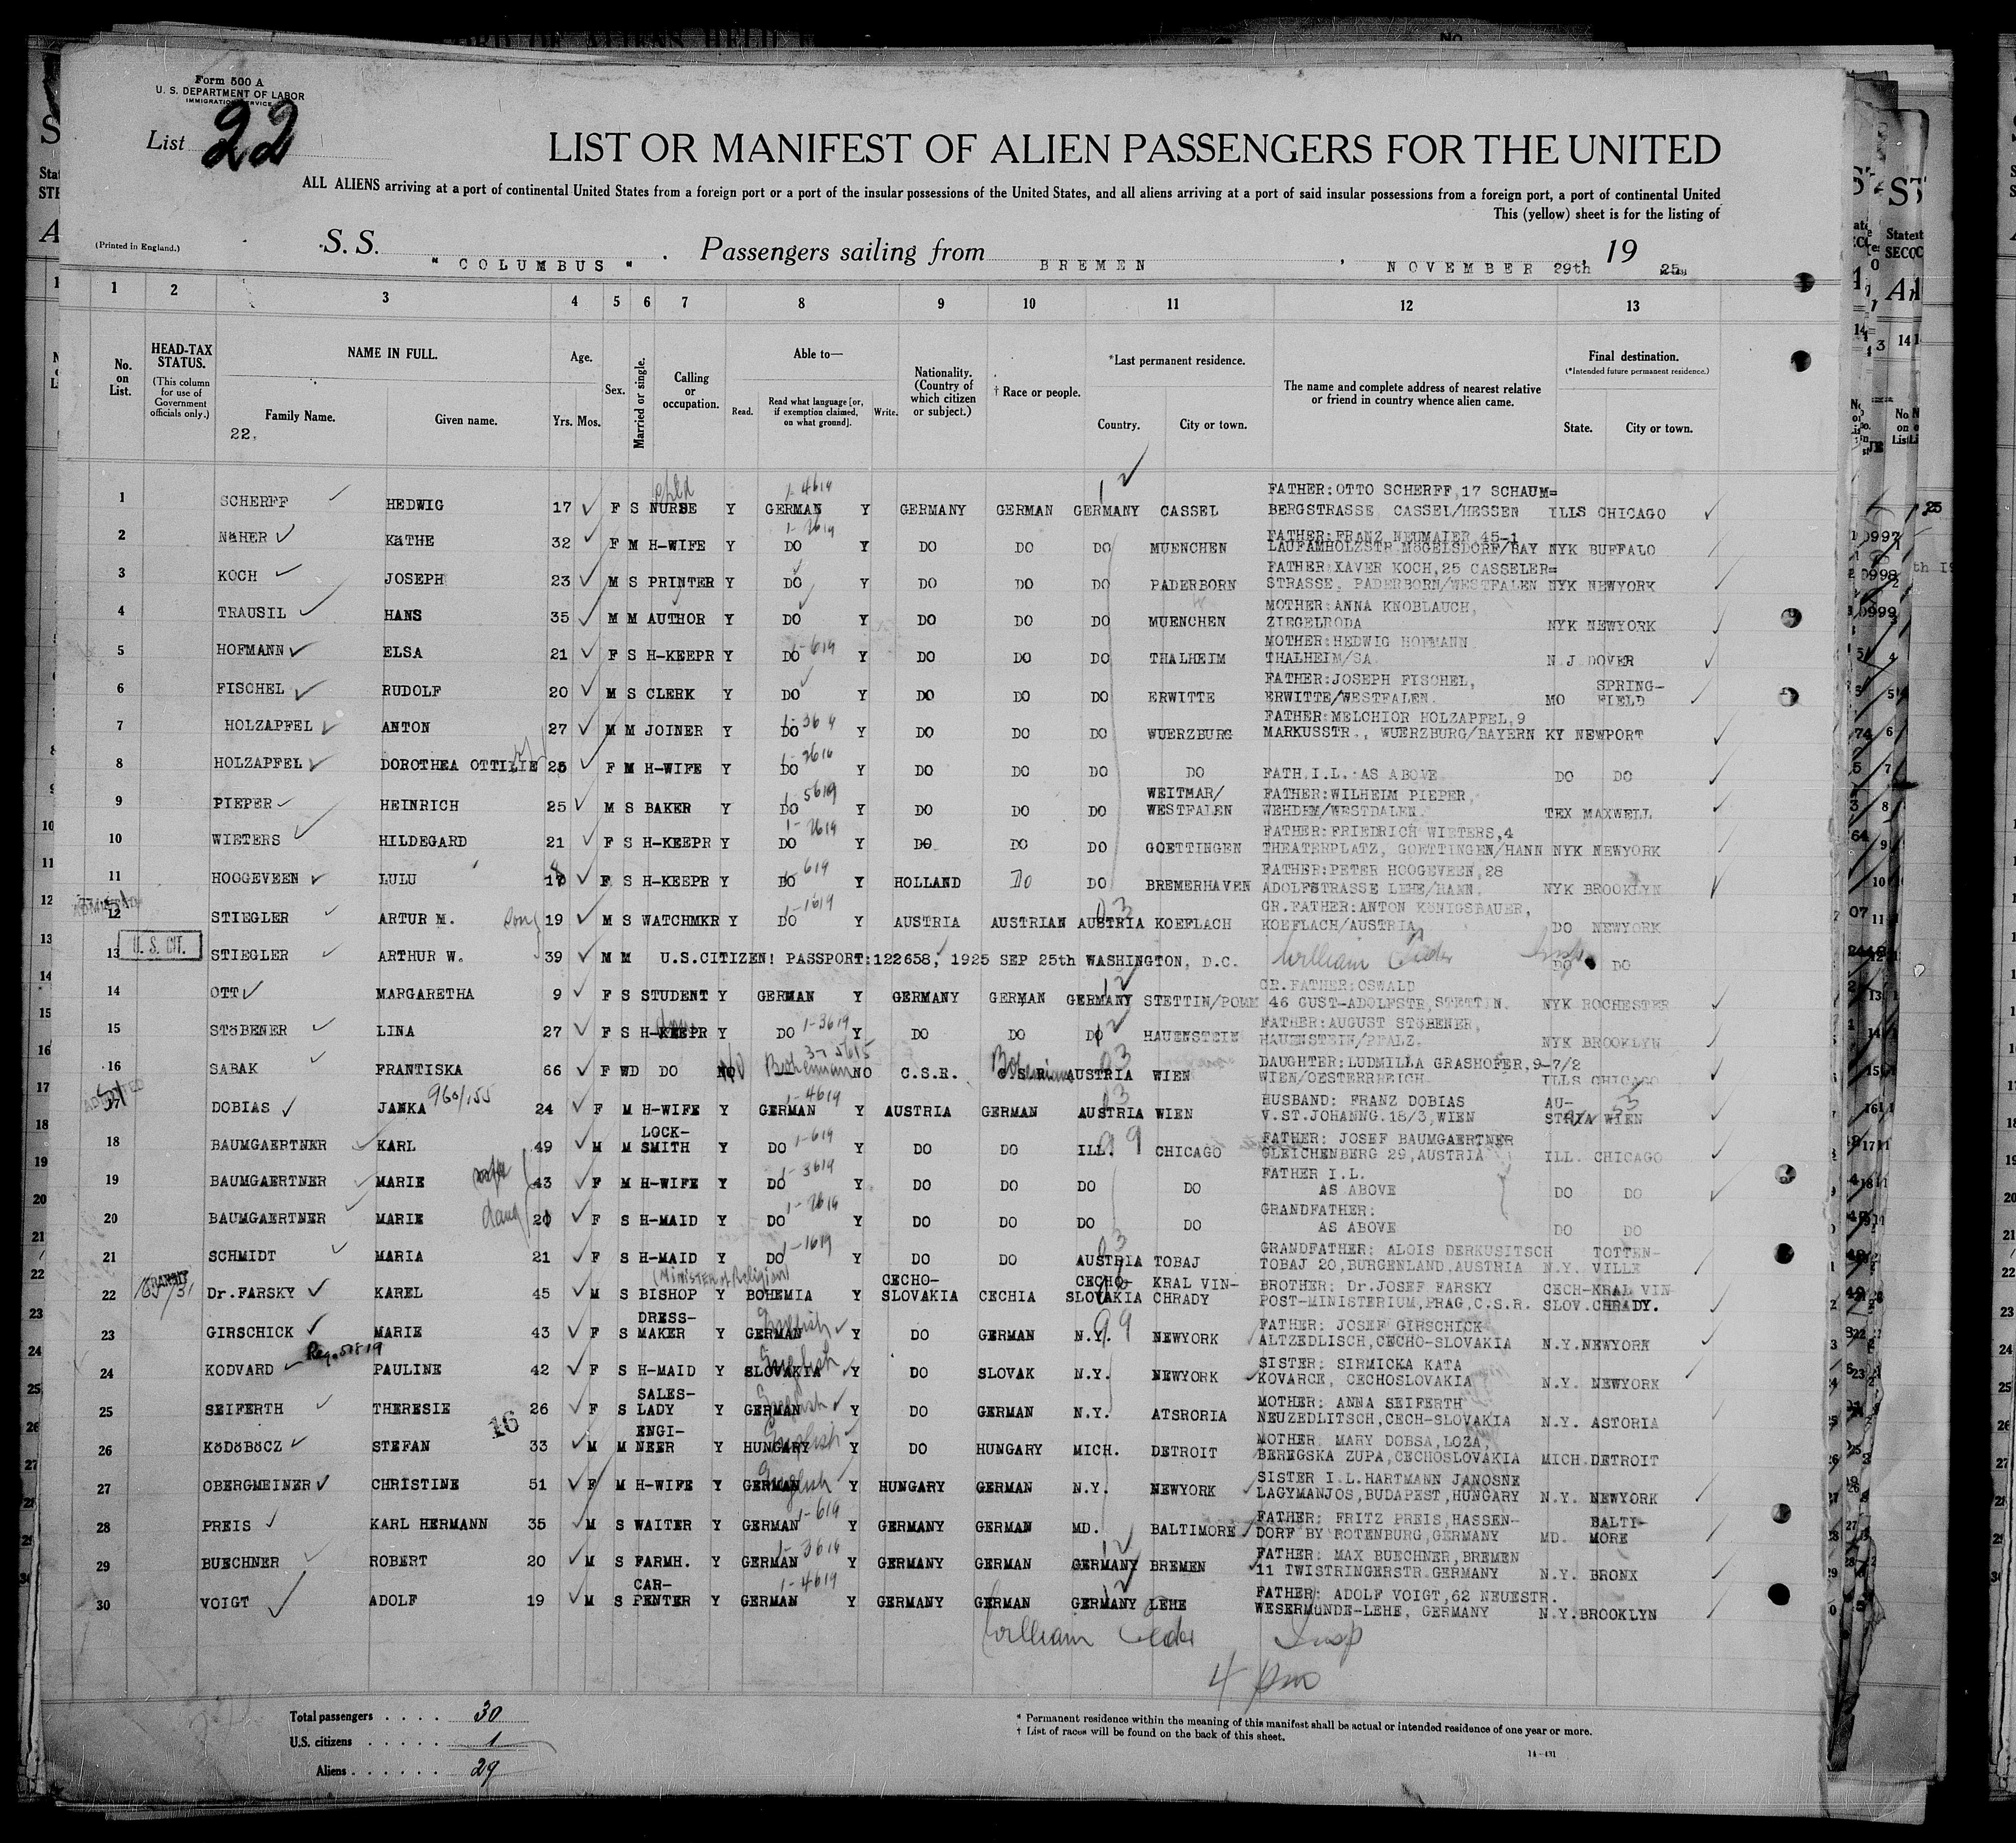 Form 500 A
U. S. DEPARTMENT OF LABOR
IMMIGRATION SERVICE
List 22
LIST OR MANIFEST OF ALIEN PASSENGERS FOR THE UNITED
ALL ALIENS arriving at a port of continental United States from a foreign port or a port of the insular possessions of the United States, and all aliens arriving at a port of said insular possessions from a foreign port, a port of continental United
This (yellow) sheet is for the listing of
(Printed in England.)
S. S. "COLUMBUS". Passengers sailing from BREMEN, NOVEMBER 29th, 19 25
1 2 3 4 5 6 7 8 9 10 11 12 13
No. on List.
HEAD-TAX STATUS.
(This column for use of Government officials only.)
NAME IN FULL.
Family Name. Given name.
22.
Age.
Yrs. Mos.
Sex.
Married or single.
Calling or occupation.
Able to—
Read. Read what language [or, if exemption claimed, on what ground]. Write.
Nationality. (Country of which citizen or subject.)
† Race or people.
*Last permanent residence.
Country. City or town.
The name and complete address of nearest relative or friend in country whence alien came.
Final destination.
(*Intended future permanent residence.)
State. City or town.
1 SCHERFF HEDWIG 17 F S NURSE Y GERMAN Y GERMANY GERMAN GERMANY CASSEL FATHER:OTTO SCHERFF,17 SCHAUM= BERGSTRASSE CASSEL/HESSEN ILLS CHICAGO
2 NäHER KäTHE 32 F M H-WIFE Y DO Y DO DO DO MUENCHEN FATHER:FRANZ NEUMAIER 45-1 LAUFAMHOLZSTR MöGELSDORF/BAY NYK BUFFALO
3 KOCH JOSEPH 23 M S PRINTER Y DO Y DO DO DO PADERBORN FATHER:XAVER KOCH,25 CASSELER= STRASSE, PADERBORN/WESTFALEN NYK NEWYORK
4 TRAUSIL HANS 35 M M AUTHOR Y DO Y DO DO DO MUENCHEN MOTHER:ANNA KNOBLAUCH, ZIEGELRODA NYK NEWYORK
5 HOFMANN ELSA 21 F S H-KEEPR Y DO Y DO DO DO THALHEIM MOTHER:HEDWIG HOFMANN THALHEIM/SA. N.J.DOVER
6 FISCHEL RUDOLF 20 M S CLERK Y DO Y DO DO DO ERWITTE FATHER:JOSEPH FISCHEL, ERWITTE/WESTFALEN. MO SPRING-FIELD
7 HOLZAPFEL ANTON 27 M M JOINER Y DO Y DO DO DO WUERZBURG FATHER:MELCHIOR HOLZAPFEL,9 MARKUSSTR., WUERZBURG/BAYERN KY NEWPORT
8 HOLZAPFEL DOROTHEA OTTILIE 25 F M H-WIFE Y DO Y DO DO DO DO FATH.I.L. AS ABOVE DO DO
9 PIEPER HEINRICH 25 M S BAKER Y DO Y DO DO DO WEITMAR/ WESTFALEN FATHER:WILHELM PIEPER, WEHDEM/WESTDALEN. TEX MAXWELL
10 WIETERS HILDEGARD 21 F S H-KEEPR Y DO Y DO DO DO GOETTINGEN FATHER:FRIEDRICH WIETERS,4 THEATERPLATZ, GOETTINGEN/HANN NYK NEWYORK
11 HOOGEVEEN LULU F S H-KEEPR Y DO Y HOLLAND Do DO BREMERHAVEN FATHER:PETER HOOGEVEEN,28 ADOLFSTRASSE LEHE/HANN. NYK BROOKLYN
12 STIEGLER ARTUR M. Son 19 M S WATCHMKR Y DO Y AUSTRIA AUSTRIAN AUSTRIA KOEFLACH GR.FATHER:ANTON KöNIGSBAUER, KOEFLACH/AUSTRIA DO NEWYORK
13 U. S. CIT. STIEGLER ARTHUR W. 39 M M U.S.CITIZEN! PASSPORT:122658, 1925 SEP 25th WASHINGTON, D.C. DO DO
14 OTT MARGARETHA 9 F S STUDENT Y GERMAN Y GERMANY GERMAN GERMANY STETTIN/POMM GR.FATHER:OSWALD 46 GUST-ADOLFSTR,STETTIN. NYK ROCHESTER
15 STöBENER LINA 27 F S H-KEEPR Y DO Y DO DO DO HAUENSTEIN FATHER:AUGUST STöBENER, HAUENSTEIN/PFALZ. NYK BROOKLYN
16 SABAK FRANTISKA 66 F WD DO NO Bohemian NO C.S.R. Bohemian C.S.R. AUSTRIA WIEN DAUGHTER:LUDMILLA GRASHOFER,9-7/2 WIEN/OESTERRREICH ILLS CHICAGO
17 DOBIAS JANKA 960/155 24 F M H-WIFE Y GERMAN Y AUSTRIA GERMAN AUSTRIA WIEN HUSBAND: FRANZ DOBIAS V.ST.JOHANNG.18/3,WIEN AU-STRIA WIEN
18 BAUMGAERTNER KARL 49 M M LOCK-SMITH Y DO Y DO DO ILL. CHICAGO FATHER: JOSEF BAUMGAERTNER GLEICHENBERG 29,AUSTRIA ILL. CHICAGO
19 BAUMGAERTNER MARIE wife 43 F M H-WIFE Y DO Y DO DO DO DO FATHER I.L. AS ABOVE DO DO
20 BAUMGAERTNER MARIE daug 20 F S H-MAID Y DO Y DO DO DO DO GRANDFATHER: AS ABOVE DO DO
21 SCHMIDT MARIA 21 F S H-MAID Y DO Y DO DO AUSTRIA TOBAJ GRANDFATHER: ALOIS DERKUSITSCH TOBAJ 20,BURGENLAND,AUSTRIA N.Y. TOTTEN-VILLE
22 TRANSIT Dr.FARSKY KAREL 45 M S BISHOP (MINISTER of Religion) Y BOHEMIA Y CECHO-SLOVAKIA CECHIA CECHO-SLOVAKIA KRAL VIN-CHRADY BROTHER: Dr.JOSEF FARSKY POST-MINISTERIUM,PRAG,C.S.R. CECH-SLOV. KRAL VIN CHRADY.
23 GIRSCHICK MARIE 43 F S DRESS-MAKER Y GERMAN English Y DO GERMAN N.Y. NEWYORK FATHER: JOSEF GIRSCHICK ALTZEDLISCH,CECHO-SLOVAKIA N.Y.NEWYORK
24 KODVARD PAULINE 42 F S H-MAID Y SLOVAKIA English Y DO SLOVAK N.Y. NEWYORK SISTER: SIRMICKA KATA KOVARCE, CECHOSLOVAKIA N.Y. NEWYORK
25 SEIFERTH THERESIE 26 F S SALES-LADY Y GERMAN English Y DO GERMAN N.Y. ATSRORIA MOTHER: ANNA SEIFERTH NEUZEDLITSCH,CECH-SLOVAKIA N.Y. ASTORIA
26 KöDöBöCZ STEFAN 16 33 M M ENGI-NEER Y HUNGARY English Y DO HUNGARY MICH. DETROIT MOTHER: MARY DOBSA,LOZA, BEREGSKA ZUPA,CECHOSLOVAKIA MICH.DETROIT
27 OBERGMEINER CHRISTINE 51 F M H-WIFE Y GERMAN English Y HUNGARY GERMAN N.Y. NEWYORK SISTER I.L.HARTMANN JANOSNE LAGYMANJOS,BUDAPEST,HUNGARY N.Y. NEWYORK
28 PREIS KARL HERMANN 35 M S WAITER Y GERMAN Y GERMANY GERMAN MD. BALTIMORE FATHER: FRITZ PREIS,HASSEN-DORF BY ROTENBURG,GERMANY MD. BALTI-MORE
29 BUECHNER ROBERT 20 M S FARMH. Y GERMAN Y GERMANY GERMAN GERMANY BREMEN FATHER: MAX BUECHNER,BREMEN 11 TWISTRINGERSTR.GERMANY N.Y. BRONX
30 VOIGT ADOLF 19 M S CAR-PENTER Y GERMAN Y GERMANY GERMAN GERMANY LEHE FATHER: ADOLF VOIGT,62 NEUESTR. WESERMUNDE-LEHE, GERMANY N.Y.BROOKLYN
William Insp
4 pm
Total passengers .... 30
U.S. citizens ..... 1
Aliens ...... 29
* Permanent residence within the meaning of this manifest shall be actual or intended residence of one year or more.
† List of races will be found on the back of this sheet.
14—431